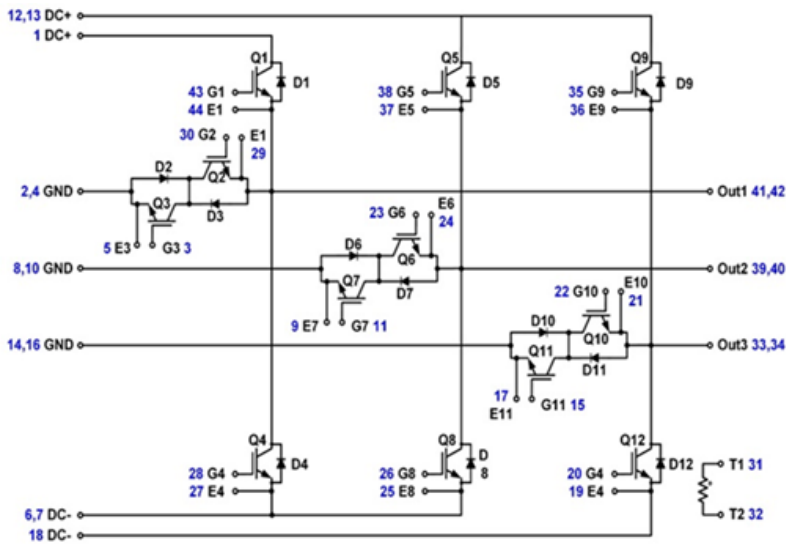 12,13 DC+
1 DC+
Q1
D1
43 G1
44 E1
Q5
D5
38 G5
37 E5
Q9
D9
35 G9
36 E9
30 G2
E1
29
D2
Q2
2,4 GND
Q3
D3
Out1 41,42
5 E3
G3 3
23 G6
E6
24
D6
Q6
8,10 GND
Q7
D7
Out2 39,40
9 E7
G7 11
22 G10
E10
21
D10
Q10
14,16 GND
Q11
D11
Out3 33,34
17
E11
G11 15
Q4
D4
28 G4
27 E4
Q8
D
8
26 G8
25 E8
Q12
D12
20 G4
19 E4
T1 31
T2 32
6,7 DC-
18 DC-